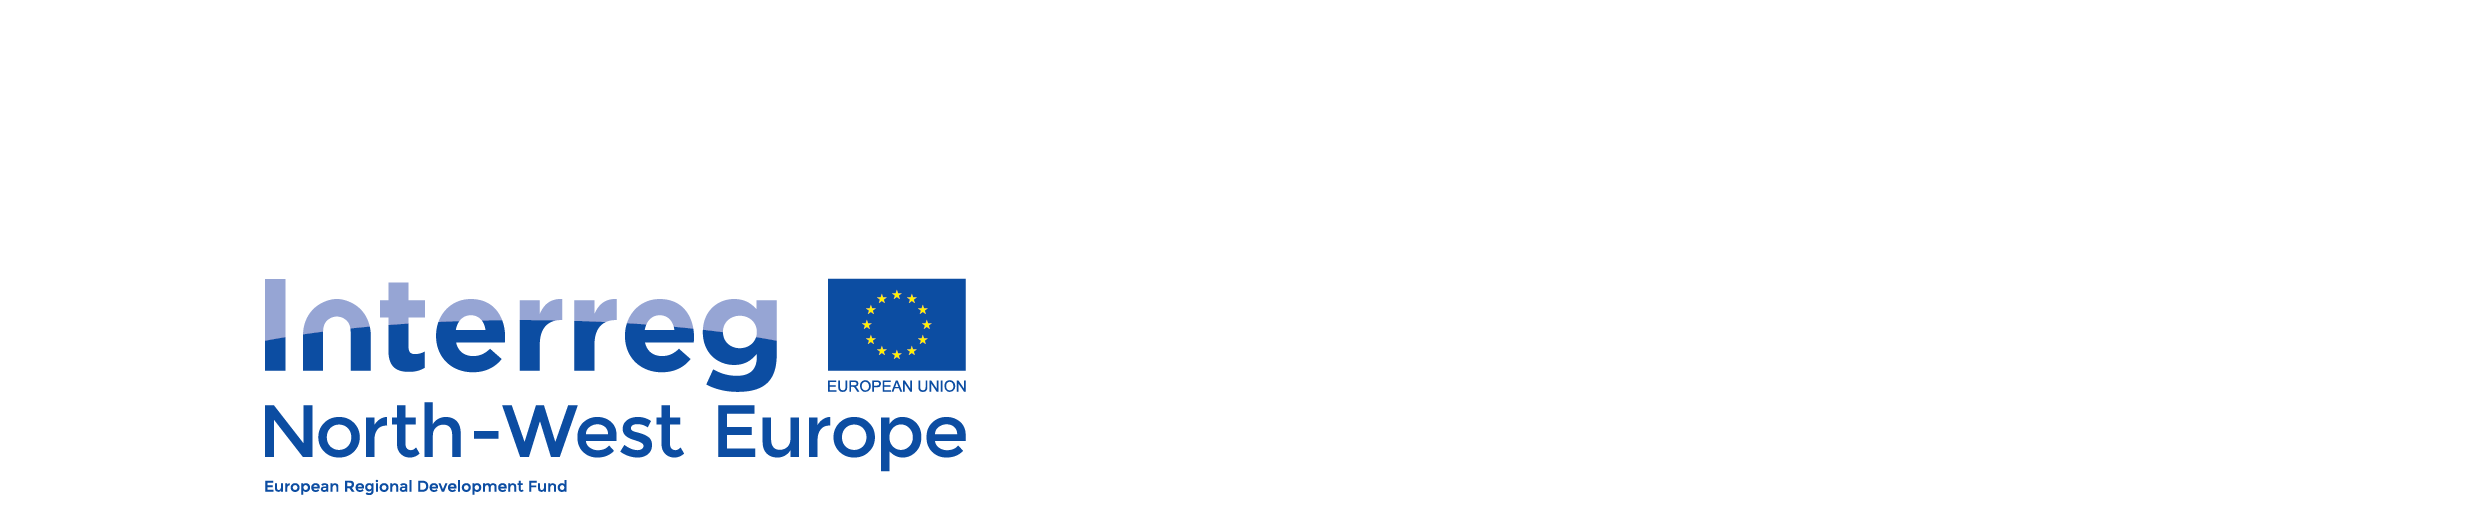 Interreg
EUROPEAN UNION
North-West Europe
European Regional Development Fund